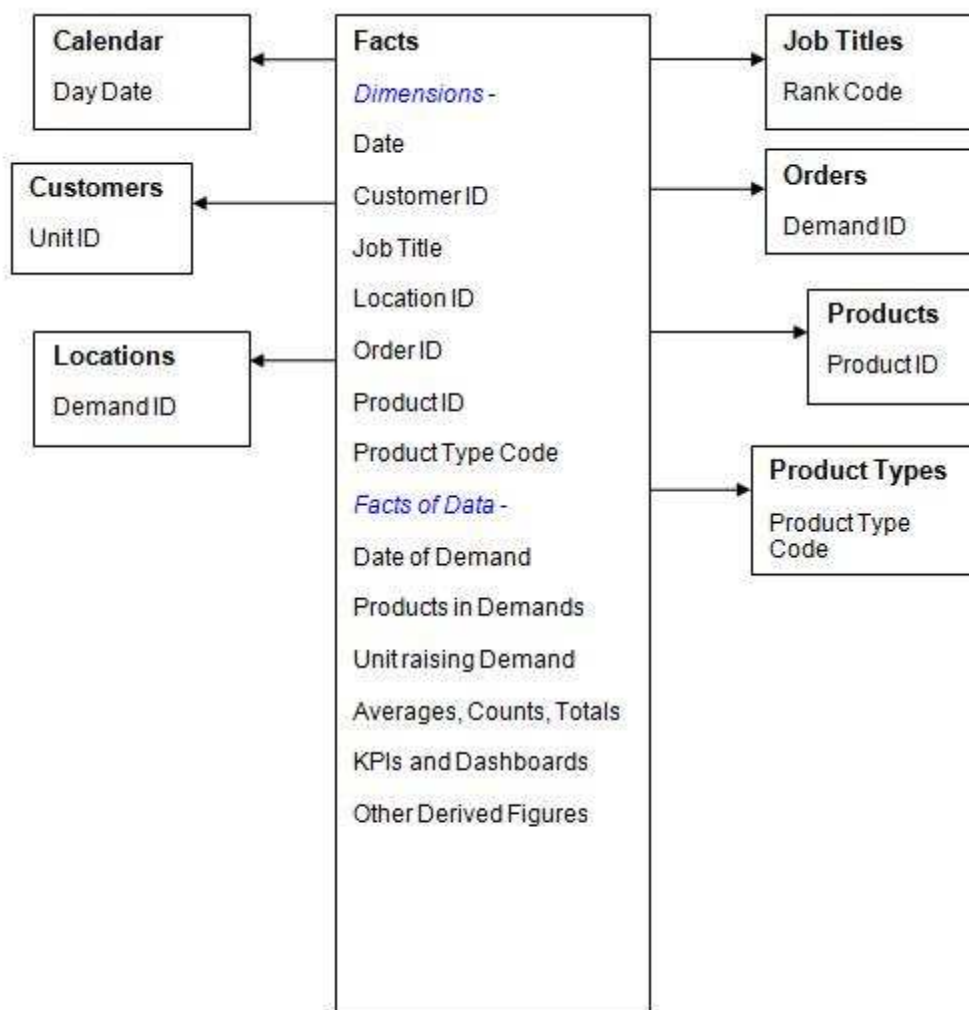 Calendar
Day Date
Customers
Unit ID
Locations
Demand ID
Facts
Dimensions -
Date
Customer ID
Job Title
Location ID
Order ID
Product ID
Product Type Code
Facts of Data -
Date of Demand
Products in Demands
Unit raising Demand
Averages, Counts, Totals
KPIs and Dashboards
Other Derived Figures
Job Titles
Rank Code
Orders
Demand ID
Products
Product ID
Product Types
Product Type
Code